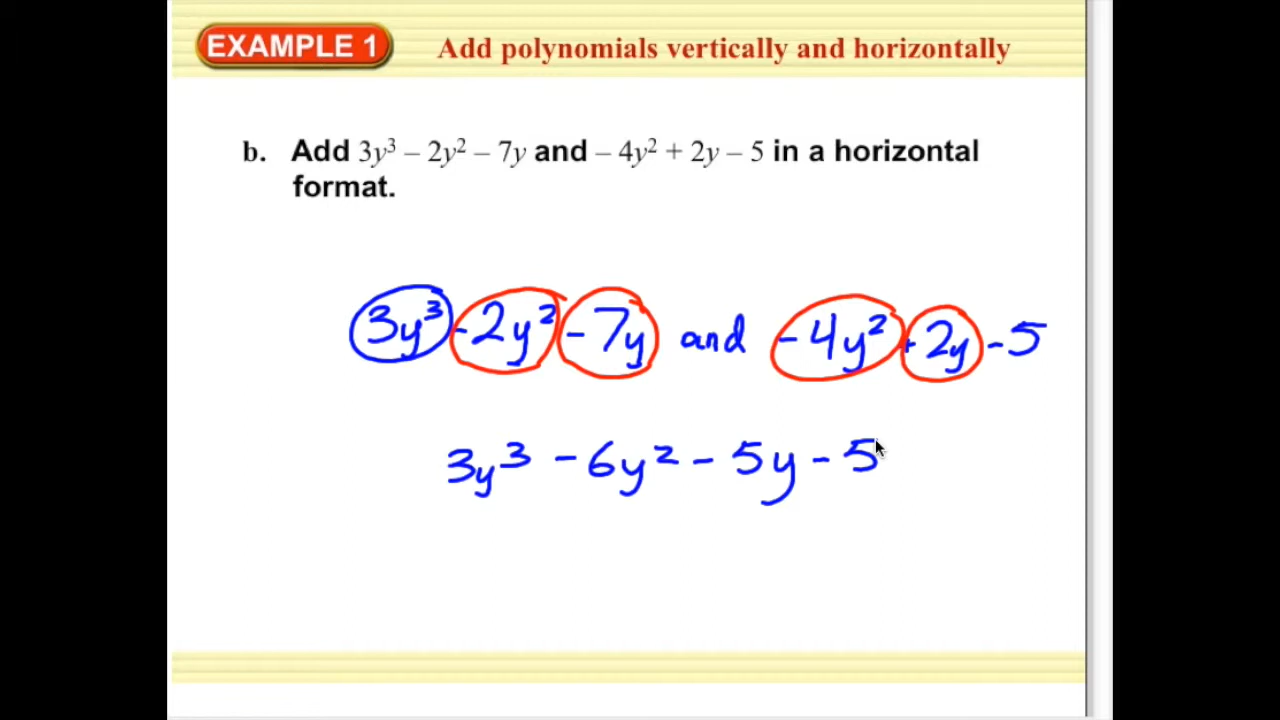 EXAMPLE 1 Add polynomials vertically and horizontally
b. Add 3y³ – 2y² – 7y and – 4y² + 2y – 5 in a horizontal
format.
3y³ - 2y² - 7y and - 4y² + 2y - 5
3y³ - 6y² - 5y - 5